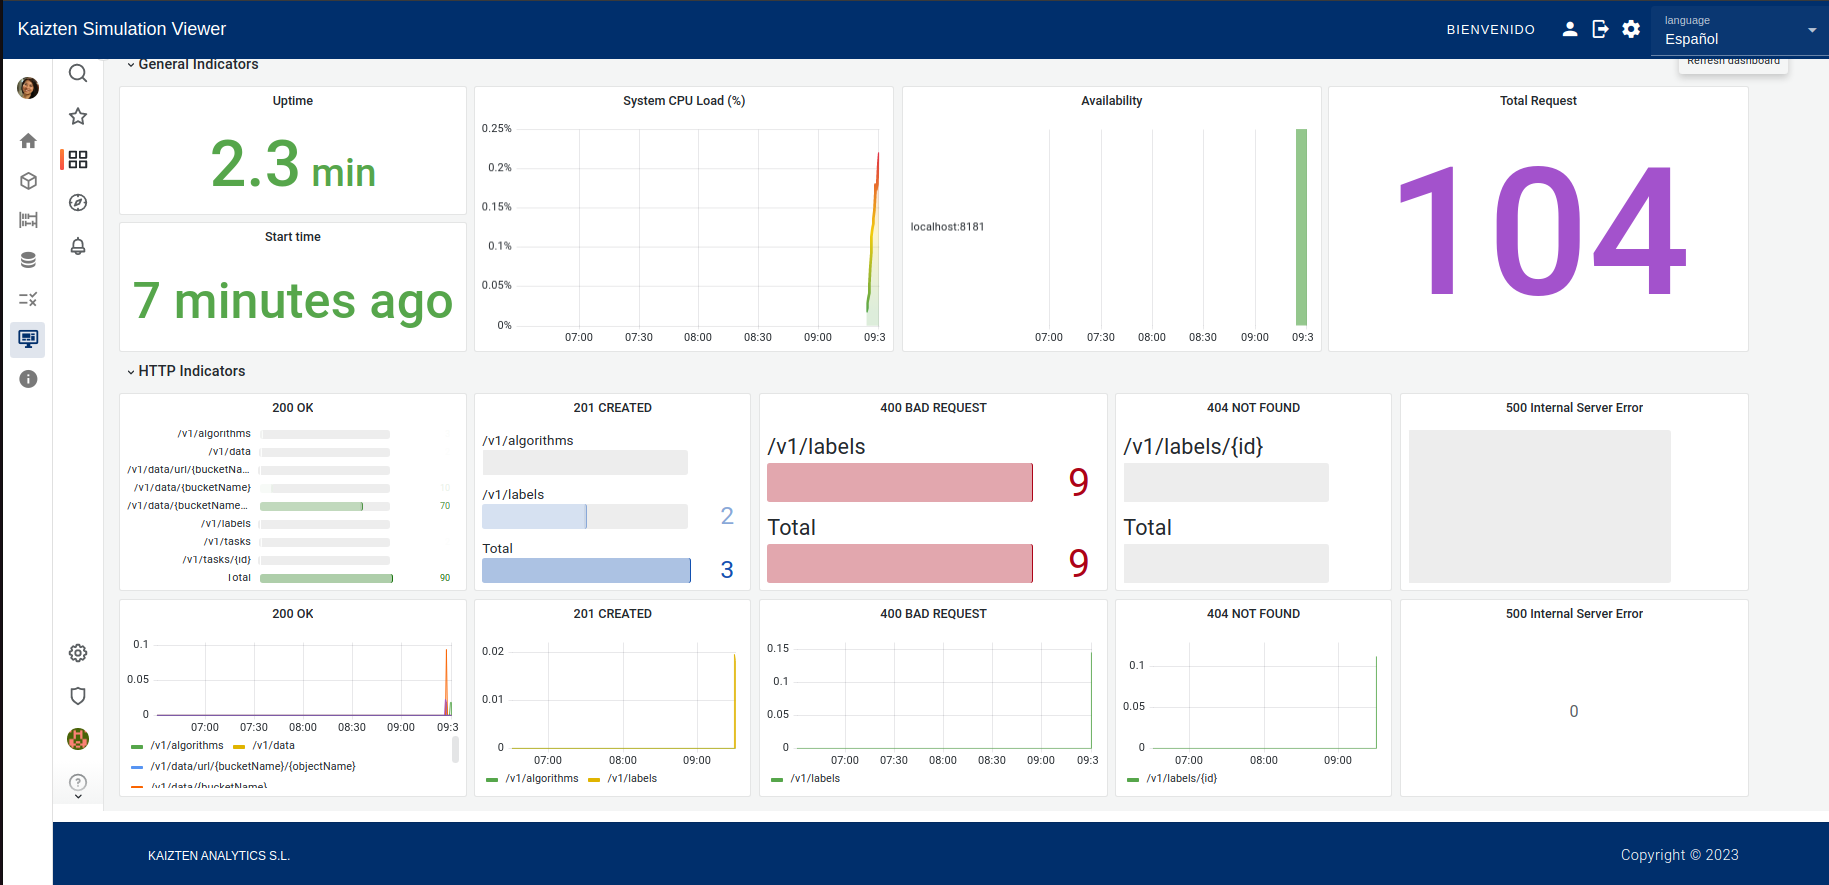 Kaizten Simulation Viewer
BIENVENIDO
language
Español
Refresh dashboard
General Indicators
Uptime
2.3 min
Start time
7 minutes ago
System CPU Load (%)
0.25%
0.2%
0.15%
0.1%
0.05%
0%
07:00 07:30 08:00 08:30 09:00 09:3
Availability
localhost:8181
07:00 07:30 08:00 08:30 09:00 09:3
Total Request
104
HTTP Indicators
200 OK
/v1/algorithms
/v1/data
/v1/data/url/{bucketNa...
/v1/data/{bucketName} 10
/v1/data/{bucketName... 70
/v1/labels
/v1/tasks
/v1/tasks/{id}
Total 90
201 CREATED
/v1/algorithms
/v1/labels
2
Total
3
400 BAD REQUEST
/v1/labels
9
Total
9
404 NOT FOUND
/v1/labels/{id}
Total
500 Internal Server Error
200 OK
0.1
0.05
0
07:00 07:30 08:00 08:30 09:00 09:3
/v1/algorithms /v1/data
/v1/data/url/{bucketName}/{objectName}
/v1/data/{bucketName}
201 CREATED
0.02
0.01
0
07:00 08:00 09:00
/v1/algorithms /v1/labels
400 BAD REQUEST
0.15
0.1
0.05
0
07:00 07:30 08:00 08:30 09:00 09:3
/v1/labels
404 NOT FOUND
0.1
0.05
0
07:00 08:00 09:00
/v1/labels/{id}
500 Internal Server Error
0
KAIZTEN ANALYTICS S.L.
Copyright © 2023